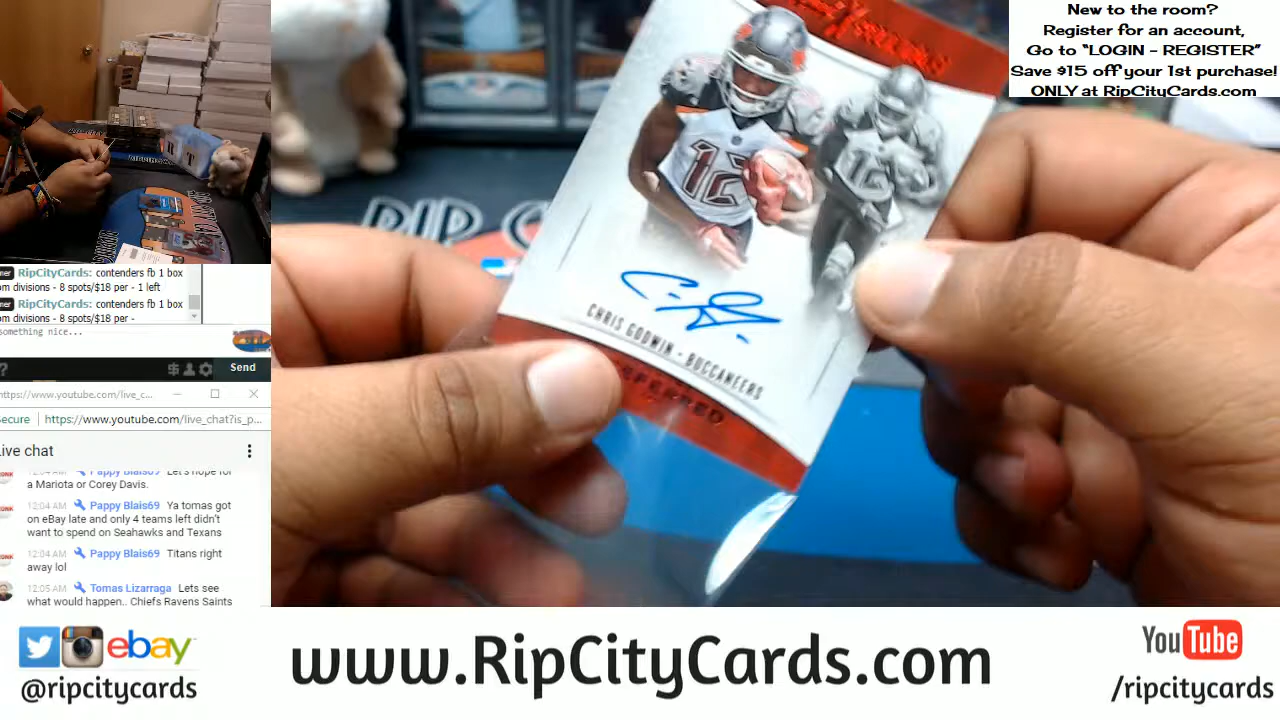 New to the room?
Register for an account,
Go to “LOGIN - REGISTER”
Save $15 off your 1st purchase!
ONLY at RipCityCards.com
RipCityCards: contenders fb 1 box
om divisions - 8 spots/$18 per - 1 left
RipCityCards: contenders fb 1 box
om divisions - 8 spots/$18 per -
something nice...
Send
https://www.youtube.com/live_c...
ecure
https://www.youtube.com/live_chat?is_p...
ive chat
12:04 AM Pappy Blais69 Let's hope for
a Mariota or Corey Davis.
12:04 AM Pappy Blais69 Ya tomas got
on eBay late and only 4 teams left didn't
want to spend on Seahawks and Texans
12:04 AM Pappy Blais69 Titans right
away lol
12:05 AM Tomas Lizarraga Lets see
what would happen.. Chiefs Ravens Saints
RIP C
12
CHRIS GODWIN - BUCCANEERS
ebay
@ripcitycards
www.RipCityCards.com
YouTube
/ripcitycards